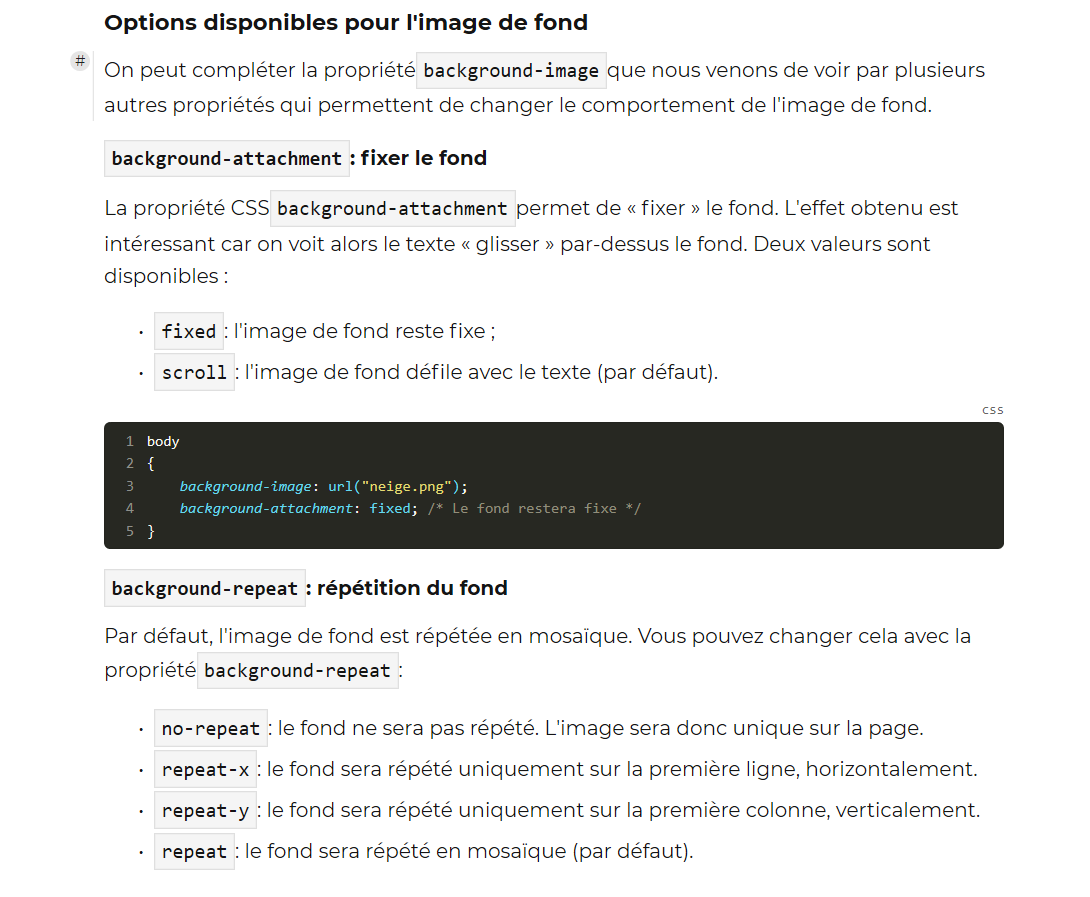 Options disponibles pour l'image de fond
#
On peut compléter la propriété background-image que nous venons de voir par plusieurs
autres propriétés qui permettent de changer le comportement de l'image de fond.
background-attachment : fixer le fond
La propriété CSS background-attachment permet de « fixer » le fond. L'effet obtenu est
intéressant car on voit alors le texte « glisser » par-dessus le fond. Deux valeurs sont
disponibles :
• fixed : l'image de fond reste fixe ;
• scroll : l'image de fond défile avec le texte (par défaut).
css
1 body
2 {
3     background-image: url("neige.png");
4     background-attachment: fixed; /* Le fond restera fixe */
5 }
background-repeat : répétition du fond
Par défaut, l'image de fond est répétée en mosaïque. Vous pouvez changer cela avec la
propriété background-repeat :
• no-repeat : le fond ne sera pas répété. L'image sera donc unique sur la page.
• repeat-x : le fond sera répété uniquement sur la première ligne, horizontalement.
• repeat-y : le fond sera répété uniquement sur la première colonne, verticalement.
• repeat : le fond sera répété en mosaïque (par défaut).